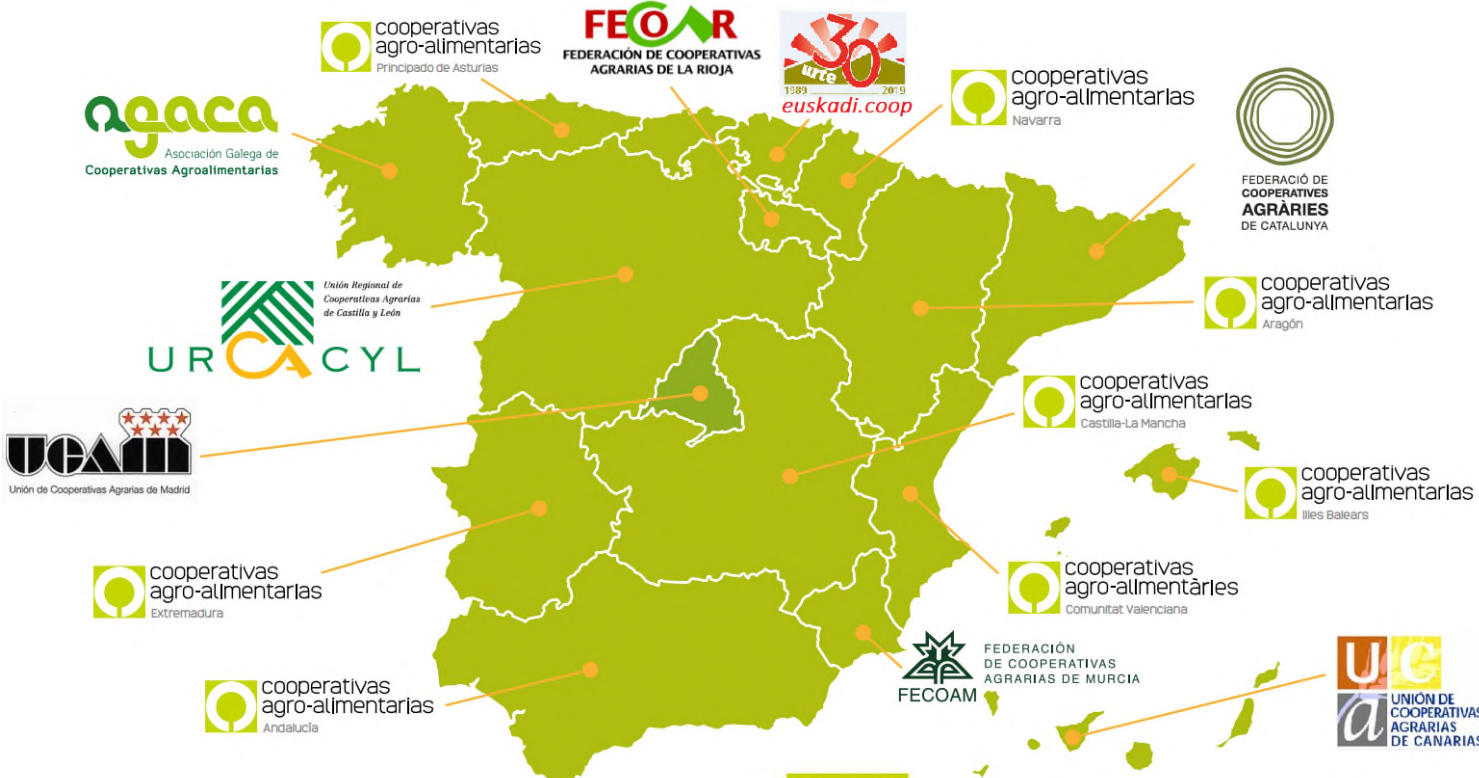 cooperativas
agro-alimentarias
Principado de Asturias
FECOAR
FEDERACIÓN DE COOPERATIVAS
AGRARIAS DE LA RIOJA
30
urte
1989 2019
euskadi.coop
cooperativas
agro-alimentarias
Navarra
agaca
Asociación Galega de
Cooperativas Agroalimentarias
FEDERACIÓ DE
COOPERATIVES
AGRÀRIES
DE CATALUNYA
Unión Regional de
Cooperativas Agrarias
de Castilla y León
URCACYL
cooperativas
agro-alimentarias
Aragón
cooperativas
agro-alimentarias
Castilla-La Mancha
UCAM
Unión de Cooperativas Agrarias de Madrid
cooperativas
agro-alimentarias
Illes Balears
cooperativas
agro-alimentarias
Extremadura
cooperativas
agro-alimentàries
Comunitat Valenciana
FEDERACIÓN
DE COOPERATIVAS
AGRARIAS DE MURCIA
FECOAM
cooperativas
agro-alimentarias
Andalucía
UC
a
UNIÓN DE
COOPERATIVAS
AGRARIAS
DE CANARIAS